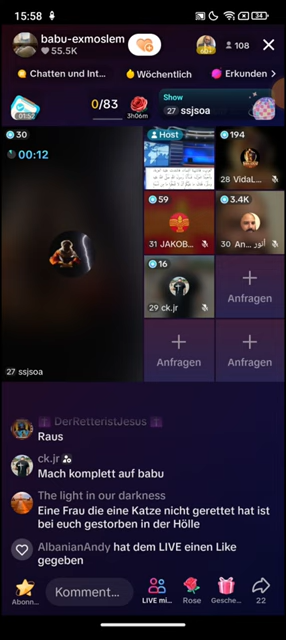 15:58
34
babu-exmoslem
55.5K
108
Chatten und Int...
Wöchentlich
Erkunden
01:52
0/83
3h06m
Show
27 ssjsoa
30
00:12
Host
194
28 VidaL...
59
31 JAKOB...
3.4K
30 An... أنور
16
29 ck.jr
Anfragen
Anfragen
Anfragen
27 ssjsoa
DerRetteristJesus
Raus
ck.jr
Mach komplett auf babu
The light in our darkness
Eine Frau die eine Katze nicht gerettet hat ist
bei euch gestorben in der Hölle
AlbanianAndy hat dem LIVE einen Like
gegeben
Abonn...
Komment...
LIVE mi...
Rose
Gesche...
22